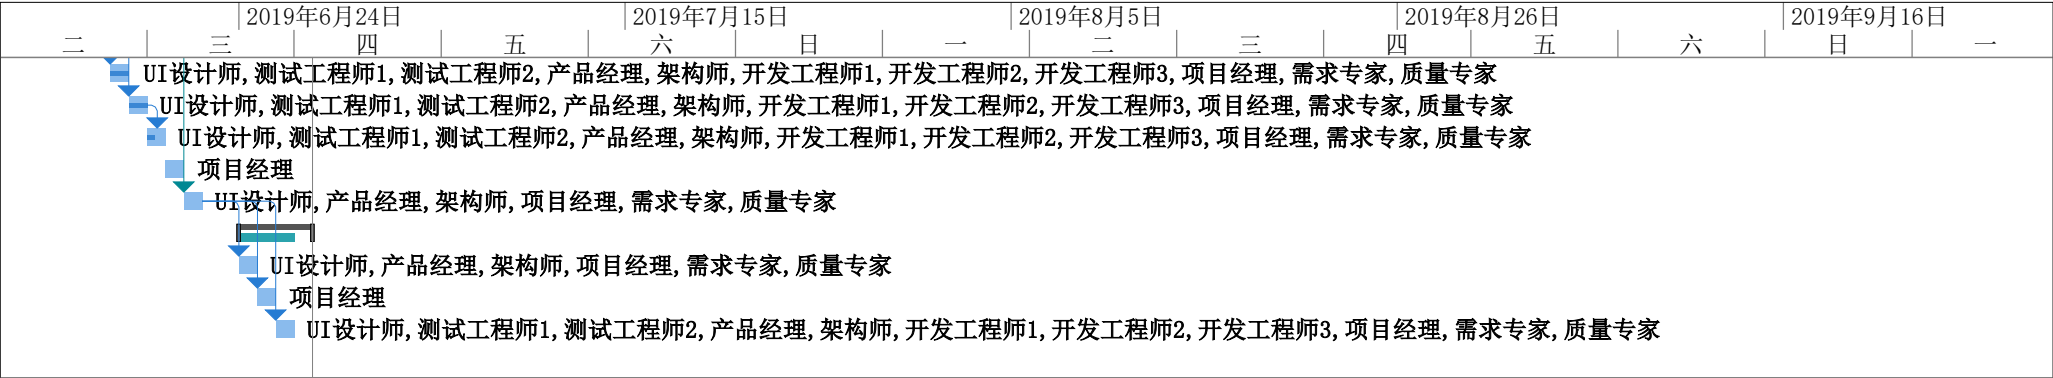 2019年6月24日 2019年7月15日 2019年8月5日 2019年8月26日 2019年9月16日
二 三 四 五 六 日 一 二 三 四 五 六 日 一
UI设计师,测试工程师1,测试工程师2,产品经理,架构师,开发工程师1,开发工程师2,开发工程师3,项目经理,需求专家,质量专家
UI设计师,测试工程师1,测试工程师2,产品经理,架构师,开发工程师1,开发工程师2,开发工程师3,项目经理,需求专家,质量专家
UI设计师,测试工程师1,测试工程师2,产品经理,架构师,开发工程师1,开发工程师2,开发工程师3,项目经理,需求专家,质量专家
项目经理
UI设计师,产品经理,架构师,项目经理,需求专家,质量专家
UI设计师,产品经理,架构师,项目经理,需求专家,质量专家
项目经理
UI设计师,测试工程师1,测试工程师2,产品经理,架构师,开发工程师1,开发工程师2,开发工程师3,项目经理,需求专家,质量专家